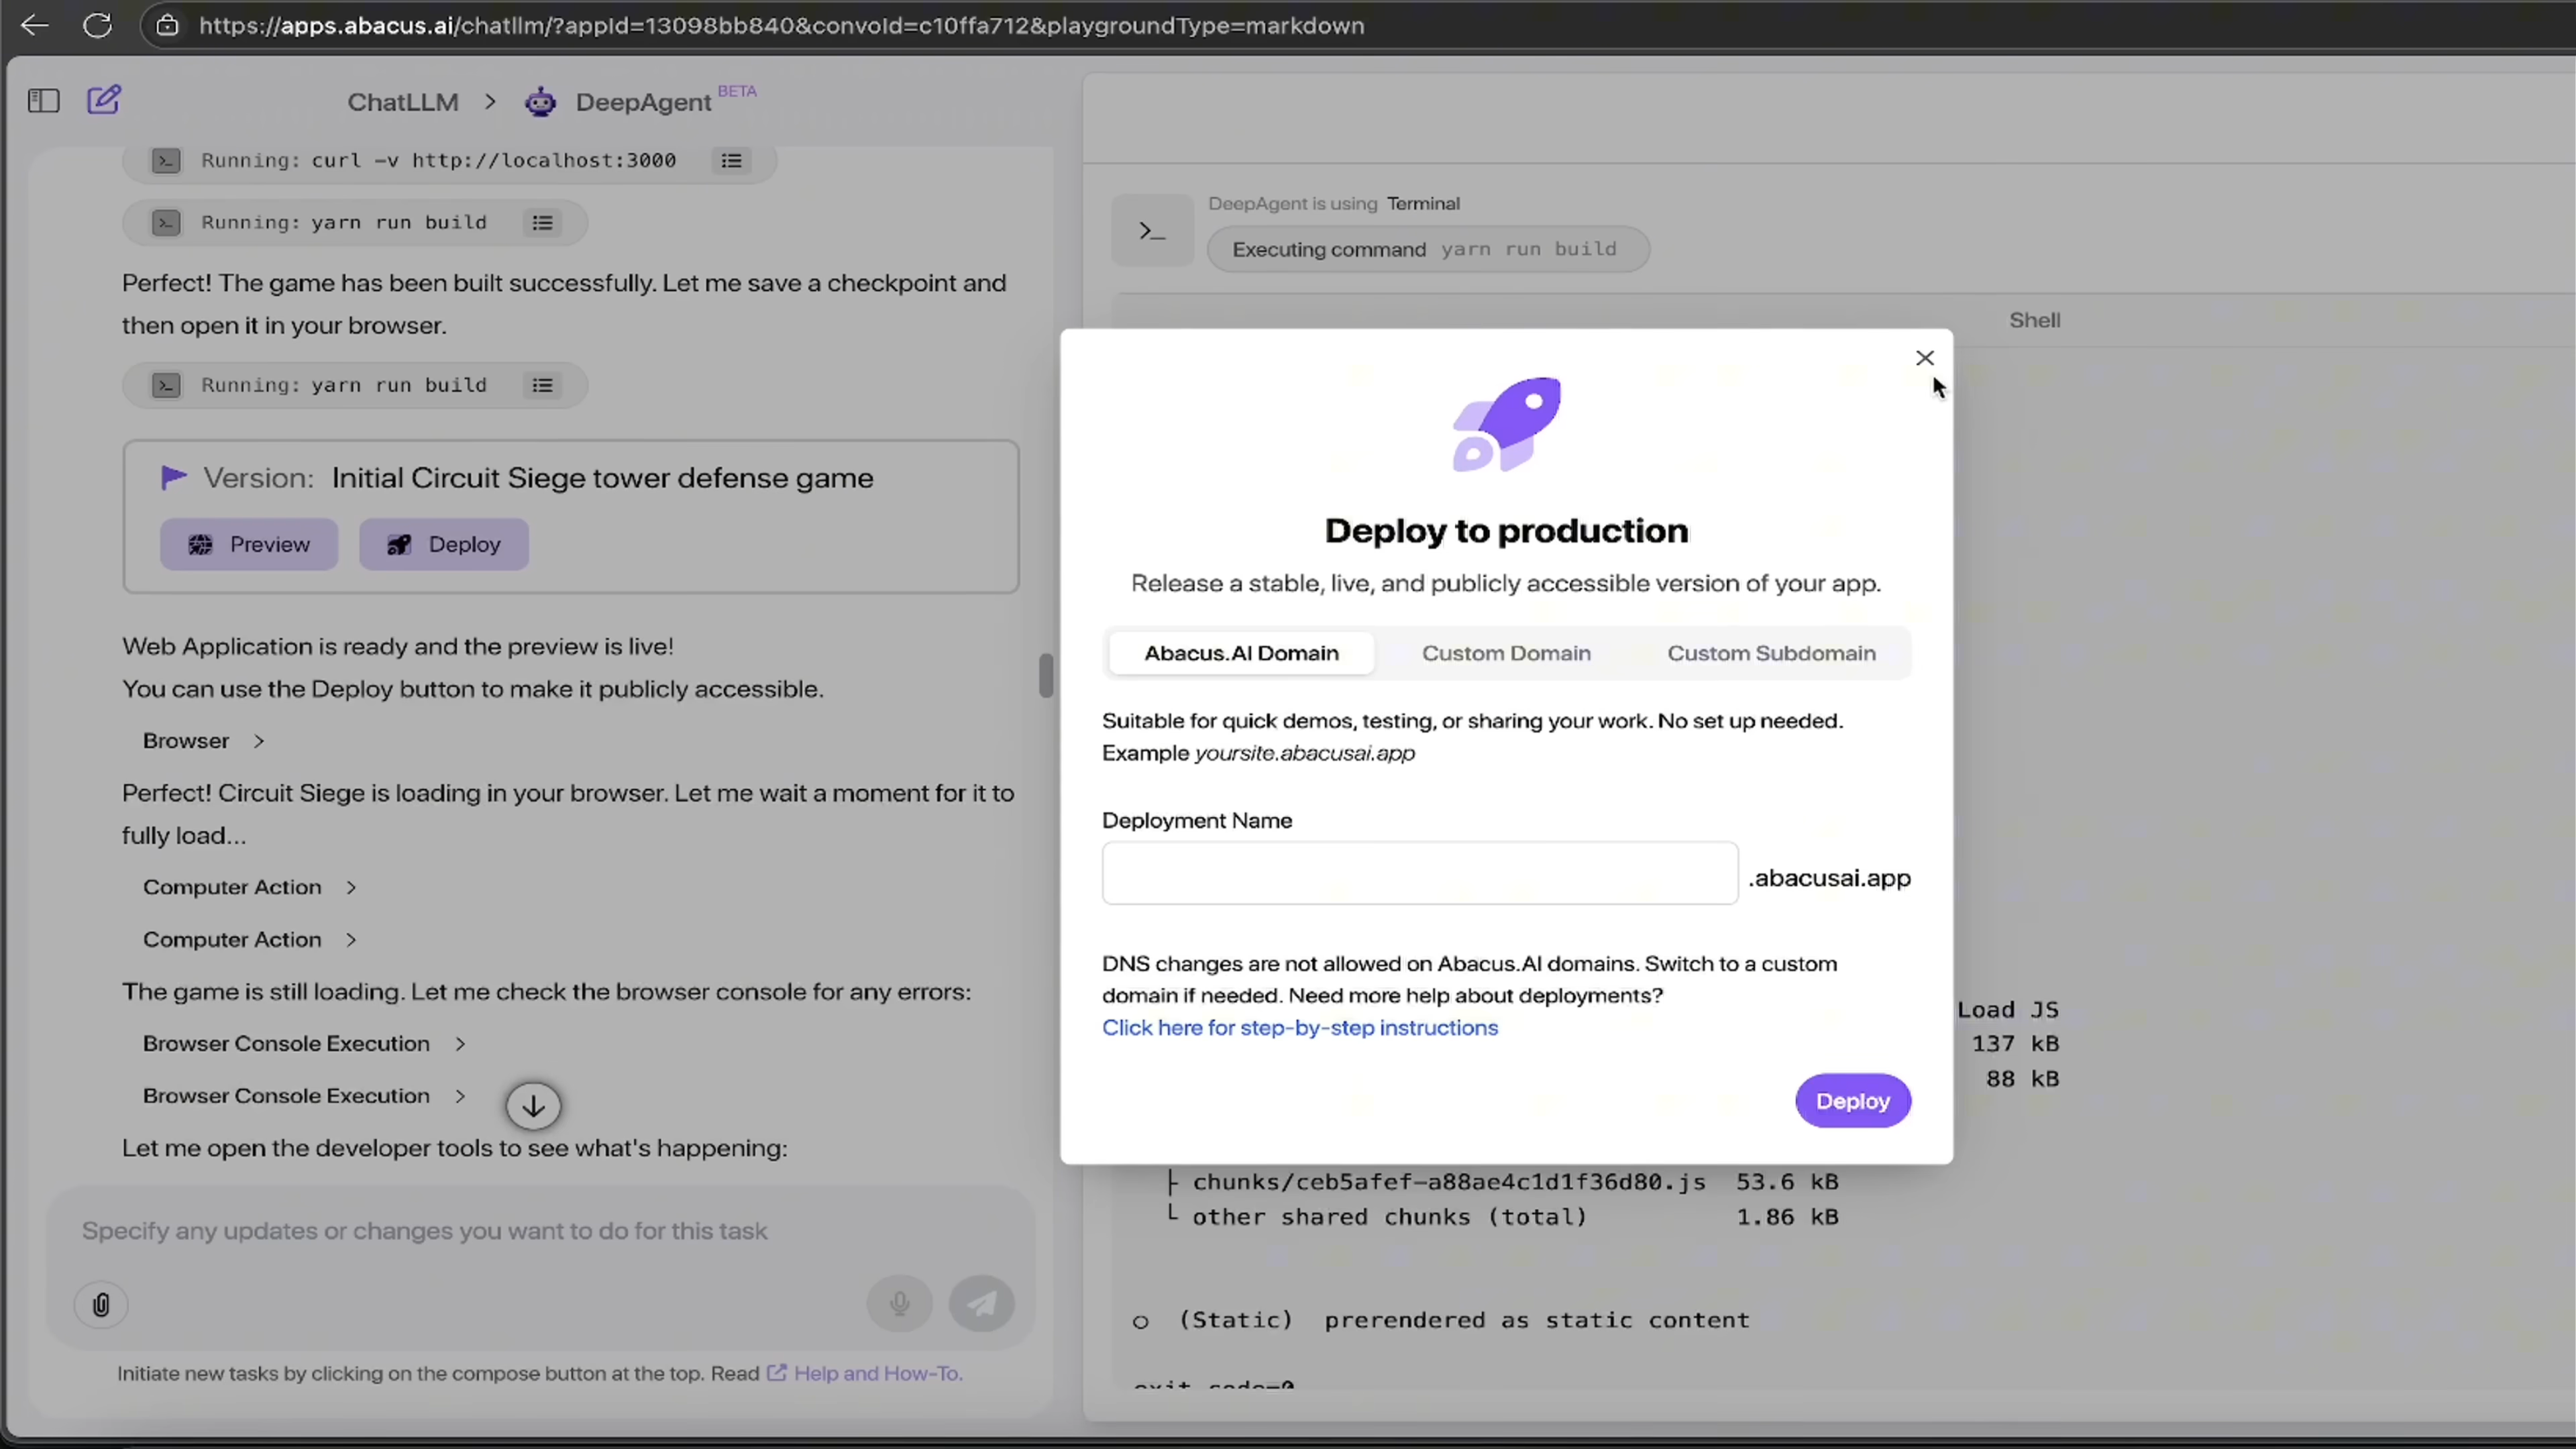 https://apps.abacus.ai/chatllm/?appId=13098bb840&convoId=c10ffa712&playgroundType=markdown
ChatLLM > DeepAgent BETA
Running: curl -v http://localhost:3000
Running: yarn run build
Perfect! The game has been built successfully. Let me save a checkpoint and
then open it in your browser.
Running: yarn run build
Version: Initial Circuit Siege tower defense game
Preview Deploy
Web Application is ready and the preview is live!
You can use the Deploy button to make it publicly accessible.
Browser >
Perfect! Circuit Siege is loading in your browser. Let me wait a moment for it to
fully load...
Computer Action >
Computer Action >
The game is still loading. Let me check the browser console for any errors:
Browser Console Execution >
Browser Console Execution >
Let me open the developer tools to see what's happening:
Specify any updates or changes you want to do for this task
Initiate new tasks by clicking on the compose button at the top. Read Help and How-To.
DeepAgent is using Terminal
>_
Executing command yarn run build
Shell
Deploy to production
Release a stable, live, and publicly accessible version of your app.
Abacus.AI Domain Custom Domain Custom Subdomain
Suitable for quick demos, testing, or sharing your work. No set up needed.
Example yoursite.abacusai.app
Deployment Name
.abacusai.app
DNS changes are not allowed on Abacus.AI domains. Switch to a custom
domain if needed. Need more help about deployments?
Click here for step-by-step instructions
Deploy
Load JS
137 kB
88 kB
├ chunks/ceb5afef-a88ae4c1d1f36d80.js 53.6 kB
└ other shared chunks (total) 1.86 kB
○ (Static) prerendered as static content
exit code=0